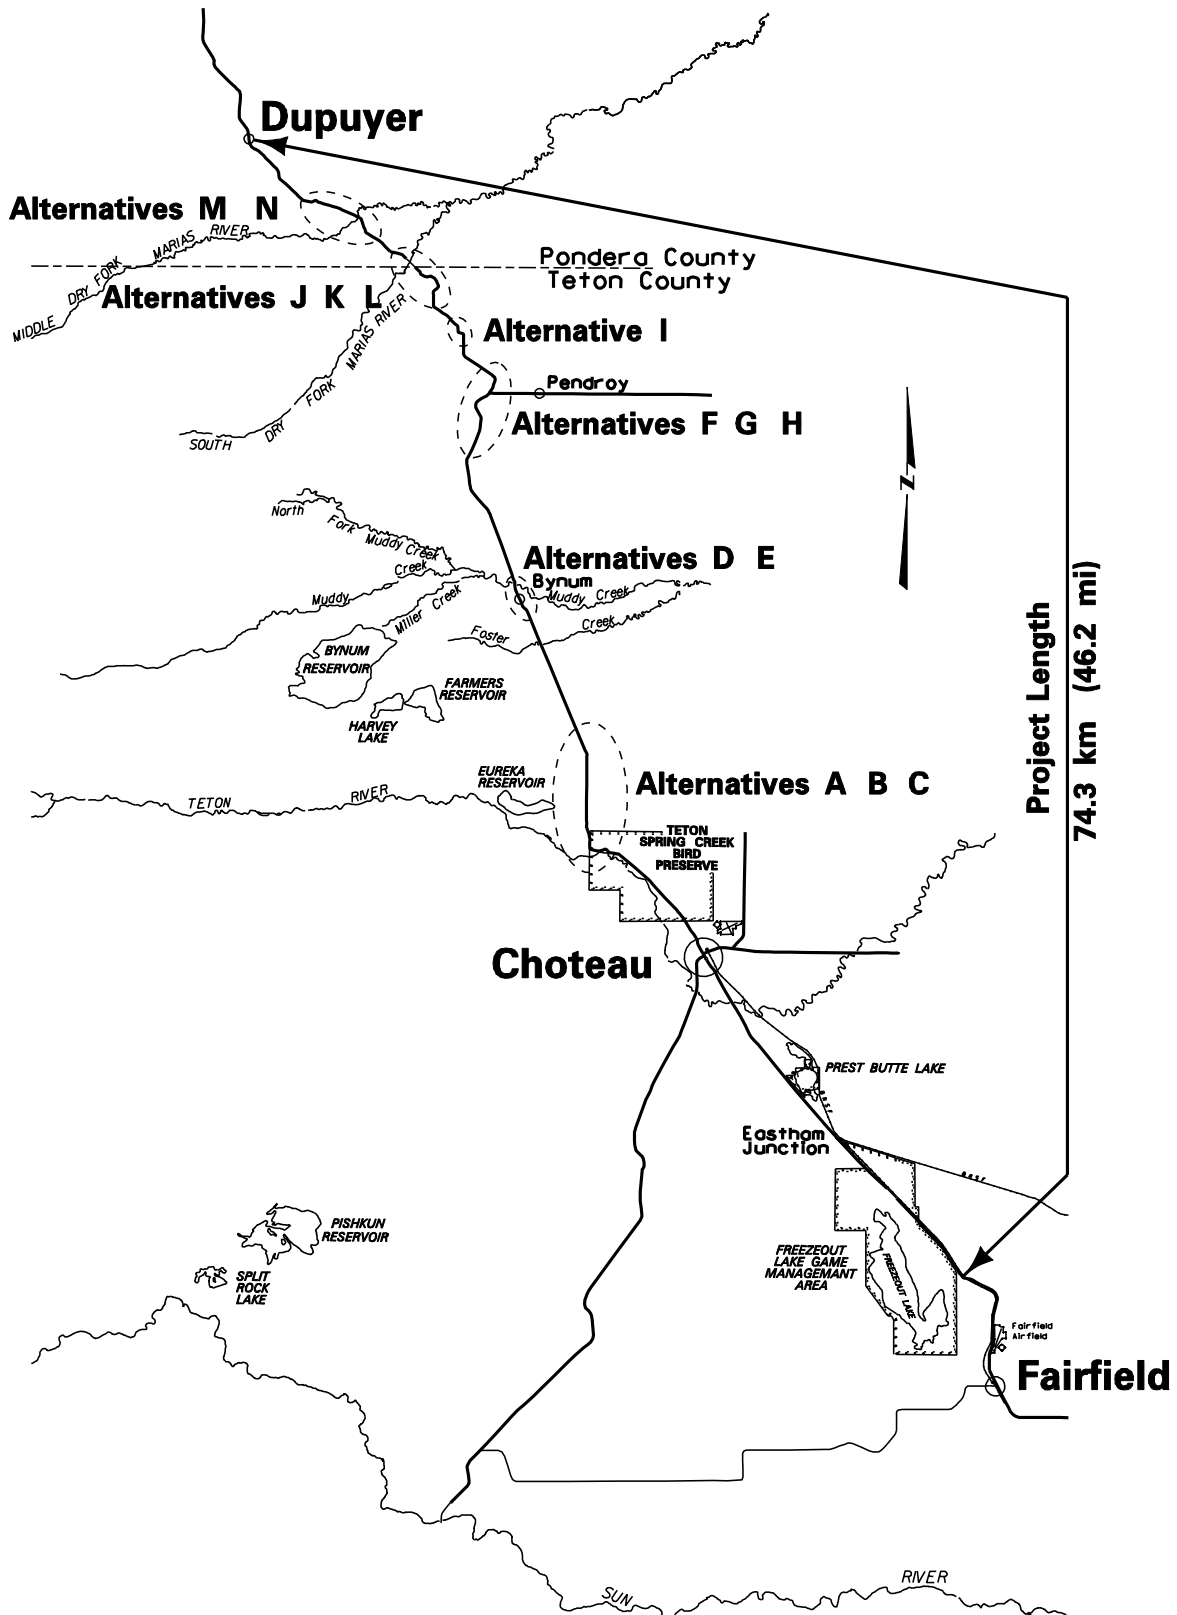 Dupuyer
Alternatives M N
MIDDLE DRY FORK MARIAS RIVER
Pondera County
Teton County
Alternatives J K L
SOUTH DRY FORK MARIAS RIVER
Alternative I
Pendroy
Alternatives F G H
N
North Fork Muddy Creek
Alternatives D E
Bynum
Muddy Creek
Muddy Creek
Miller Creek
Foster Creek
BYNUM
RESERVOIR
FARMERS
RESERVOIR
HARVEY
LAKE
Project Length
74.3 km (46.2 mi)
EUREKA
RESERVOIR
Alternatives A B C
TETON RIVER
TETON
SPRING CREEK
BIRD
PRESERVE
Choteau
PREST BUTTE LAKE
BNSF
Eastham
Junction
BNSF
PISHKUN
RESERVOIR
SPLIT
ROCK
LAKE
FREEZEOUT
LAKE GAME
MANAGEMANT
AREA
FREEZEOUT LAKE
Fairfield
Airfield
Fairfield
SUN RIVER